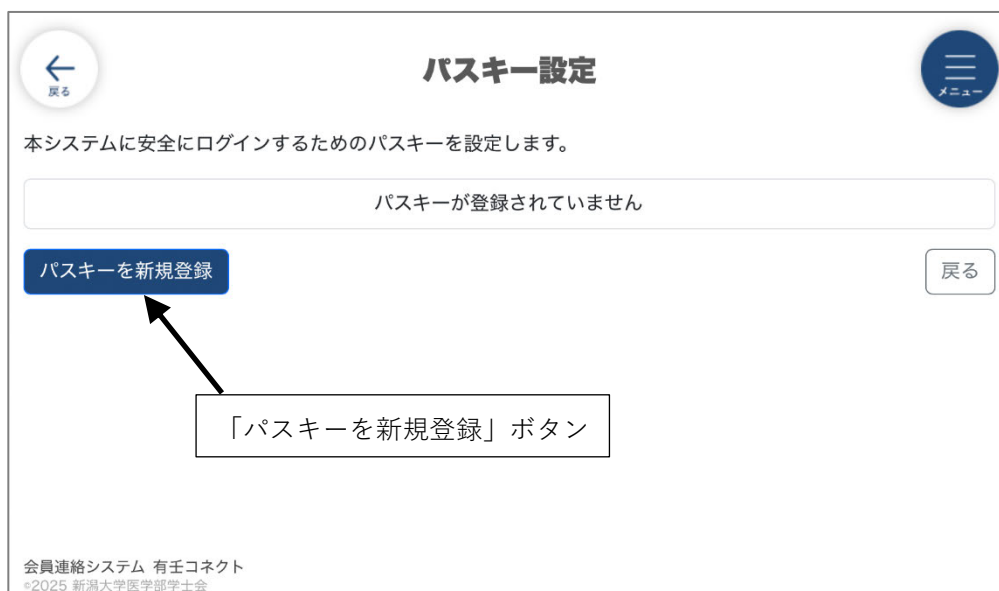 戻る
パスキー設定
メニュー
本システムに安全にログインするためのパスキーを設定します。
パスキーが登録されていません
パスキーを新規登録
戻る
「パスキーを新規登録」ボタン
会員連絡システム 有壬コネクト
©2025 新潟大学医学部学士会